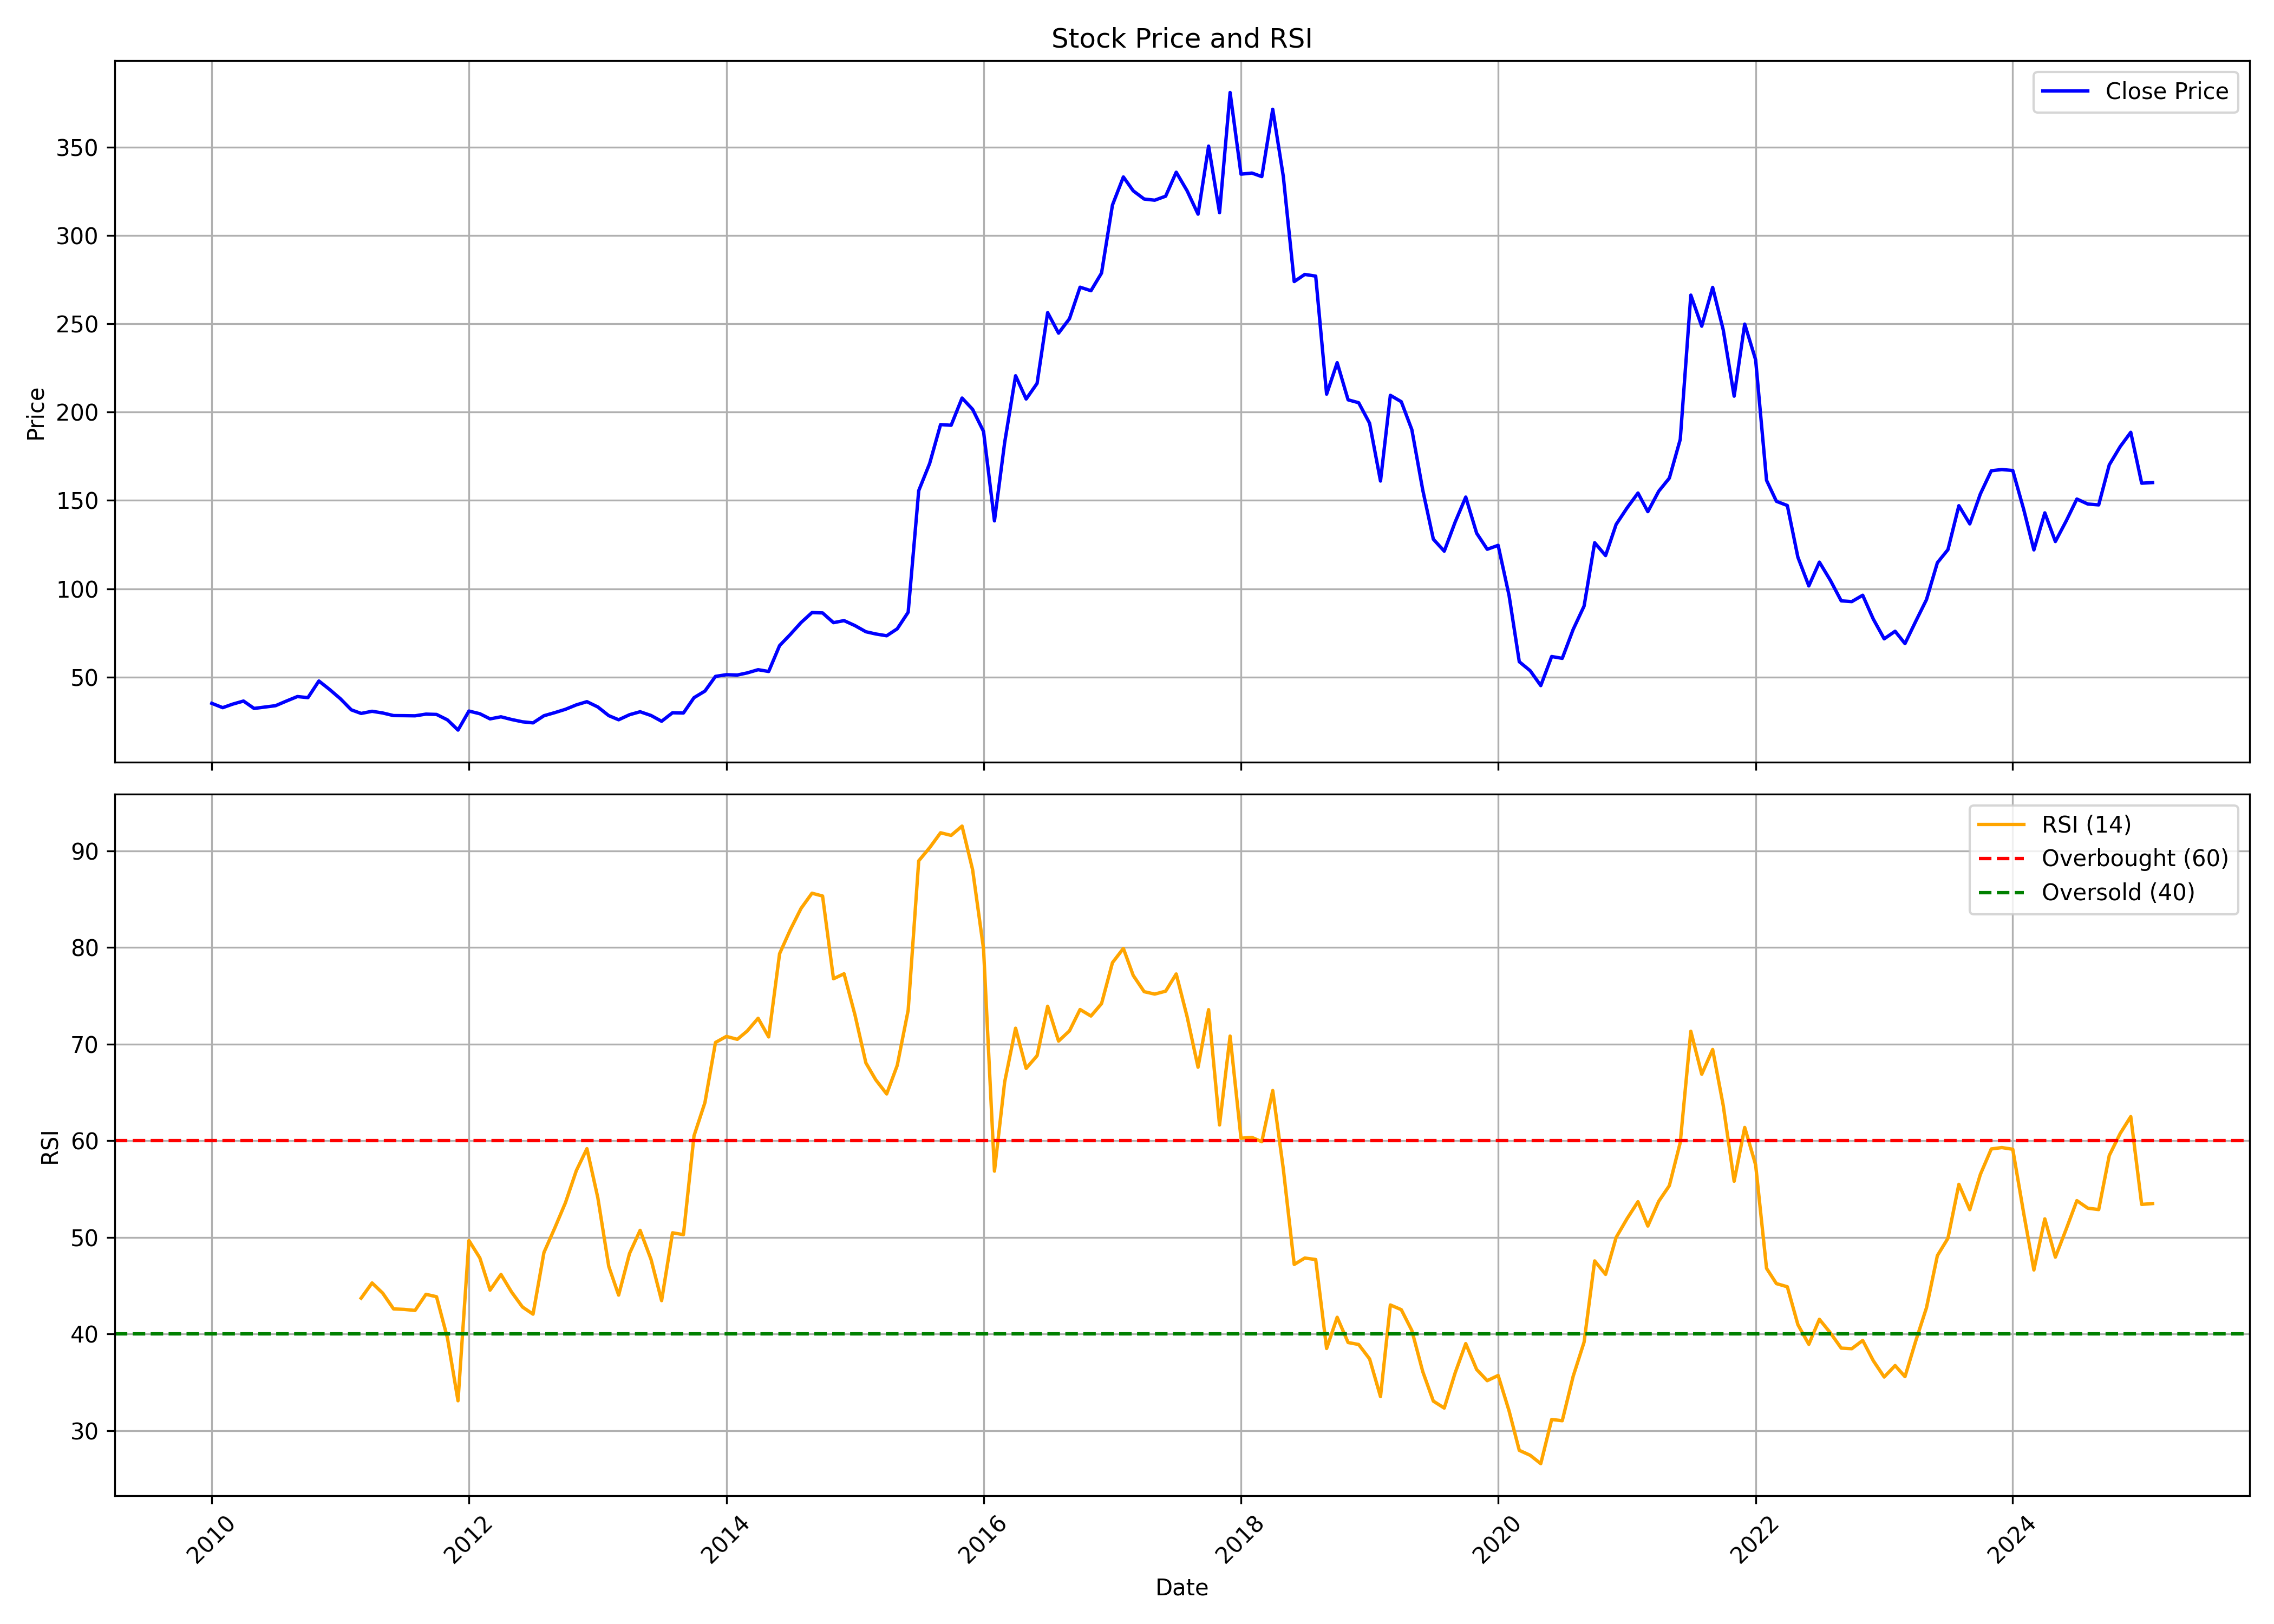 Stock Price and RSI
Close Price
350
300
250
200
150
100
50
Price
RSI (14)
Overbought (60)
Oversold (40)
90
80
70
60
50
40
30
RSI
2010
2012
2014
2016
2018
2020
2022
2024
Date